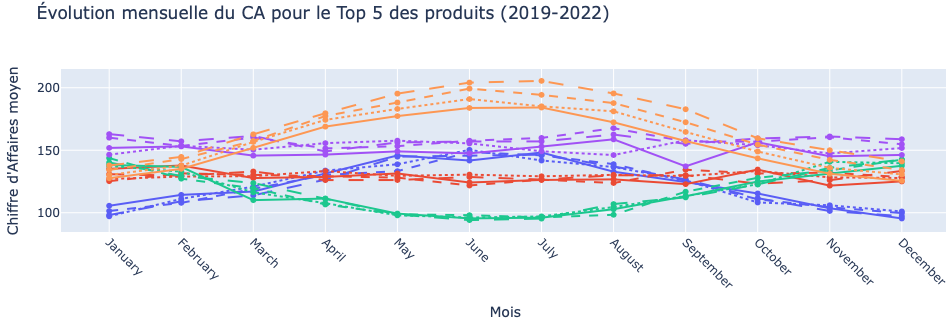 Évolution mensuelle du CA pour le Top 5 des produits (2019-2022)
Chiffre d’Affaires moyen
200
150
100
January
February
March
April
May
June
July
August
September
October
November
December
Mois